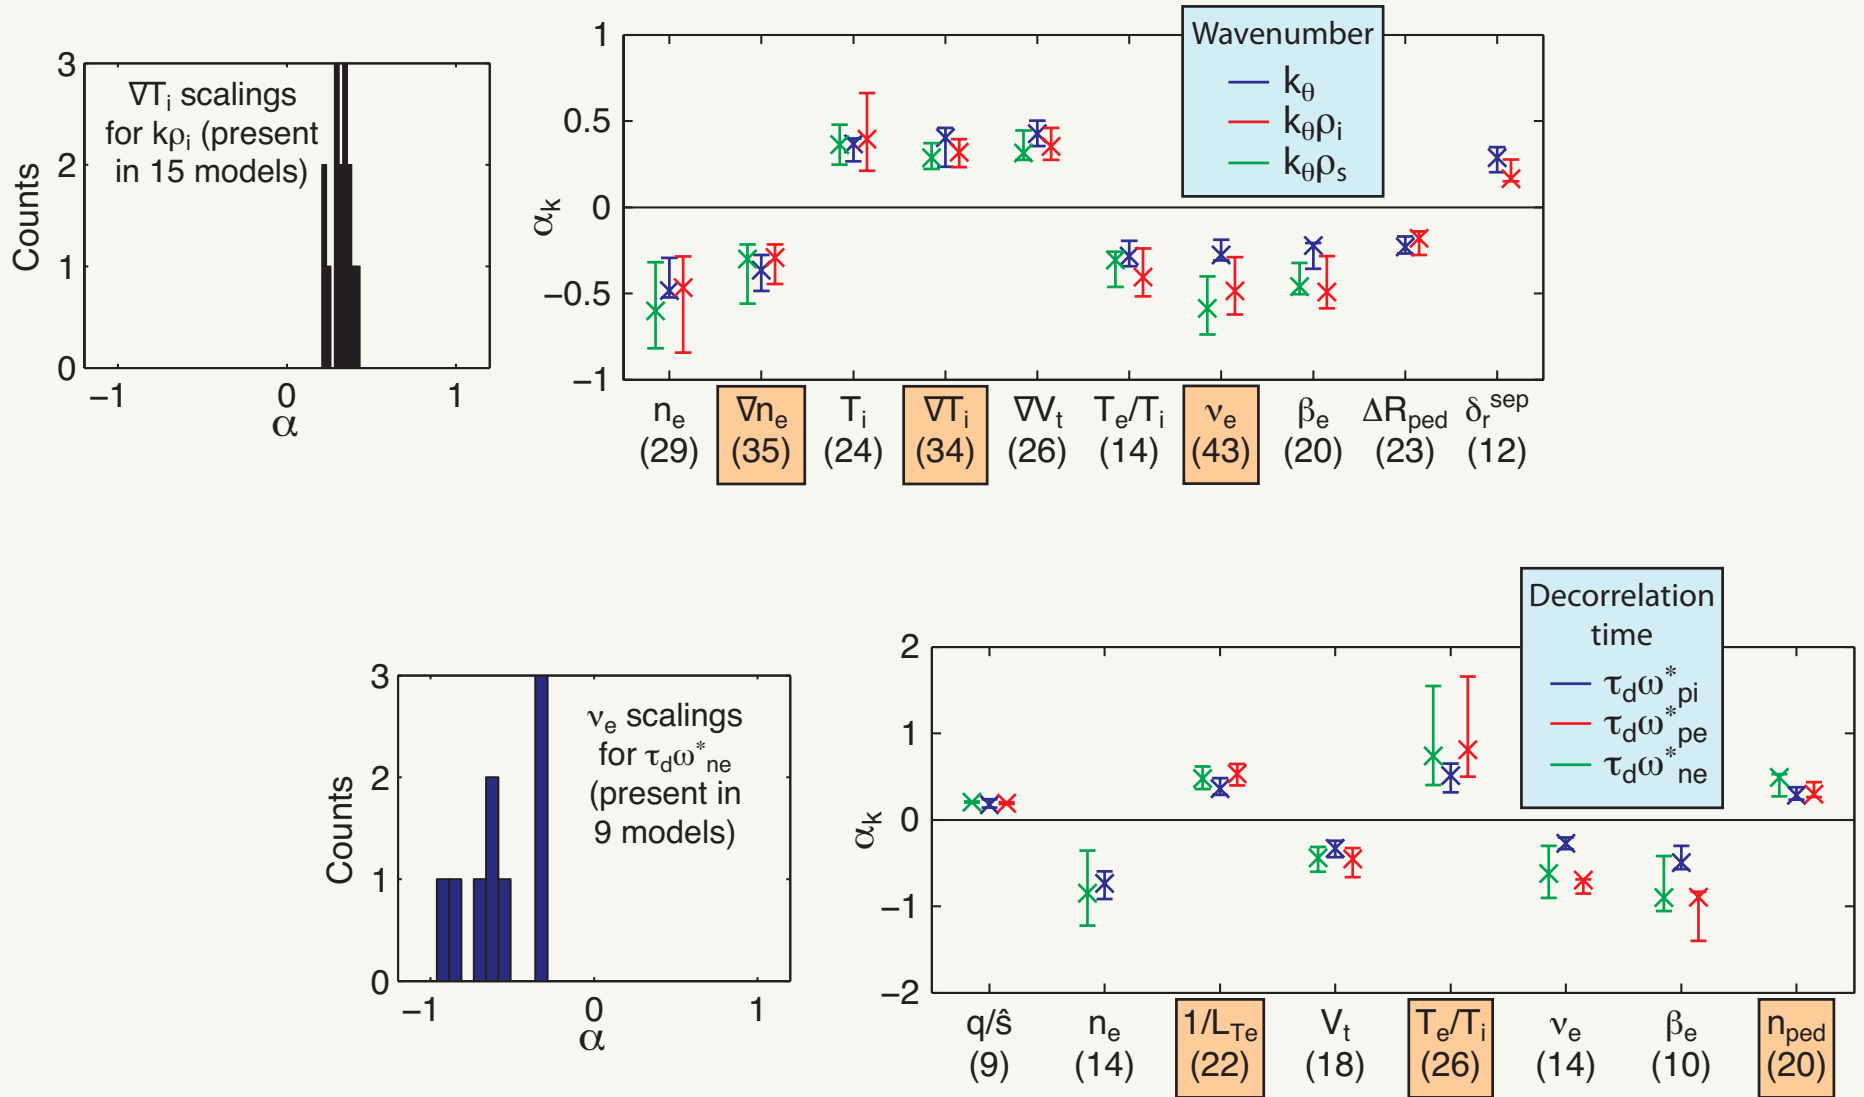 3
2
1
0
Counts
∇Tᵢ scalings
for kρᵢ (present
in 15 models)
−1
0
1
α
1
0.5
0
−0.5
−1
αₖ
Wavenumber
k_θ
k_θρᵢ
k_θρₛ
nₑ ∇nₑ Tᵢ ∇Tᵢ ∇Vₜ Tₑ/Tᵢ νₑ βₑ ΔR_ped δᵣ^sep
(29) (35) (24) (34) (26) (14) (43) (20) (23) (12)
3
2
1
0
Counts
νₑ scalings
for τ_dω*_ne
(present in
9 models)
−1
0
1
α
2
1
0
−1
−2
αₖ
Decorrelation
time
τ_dω*_pi
τ_dω*_pe
τ_dω*_ne
q/ŝ nₑ 1/L_Te Vₜ Tₑ/Tᵢ νₑ βₑ n_ped
(9) (14) (22) (18) (26) (14) (10) (20)